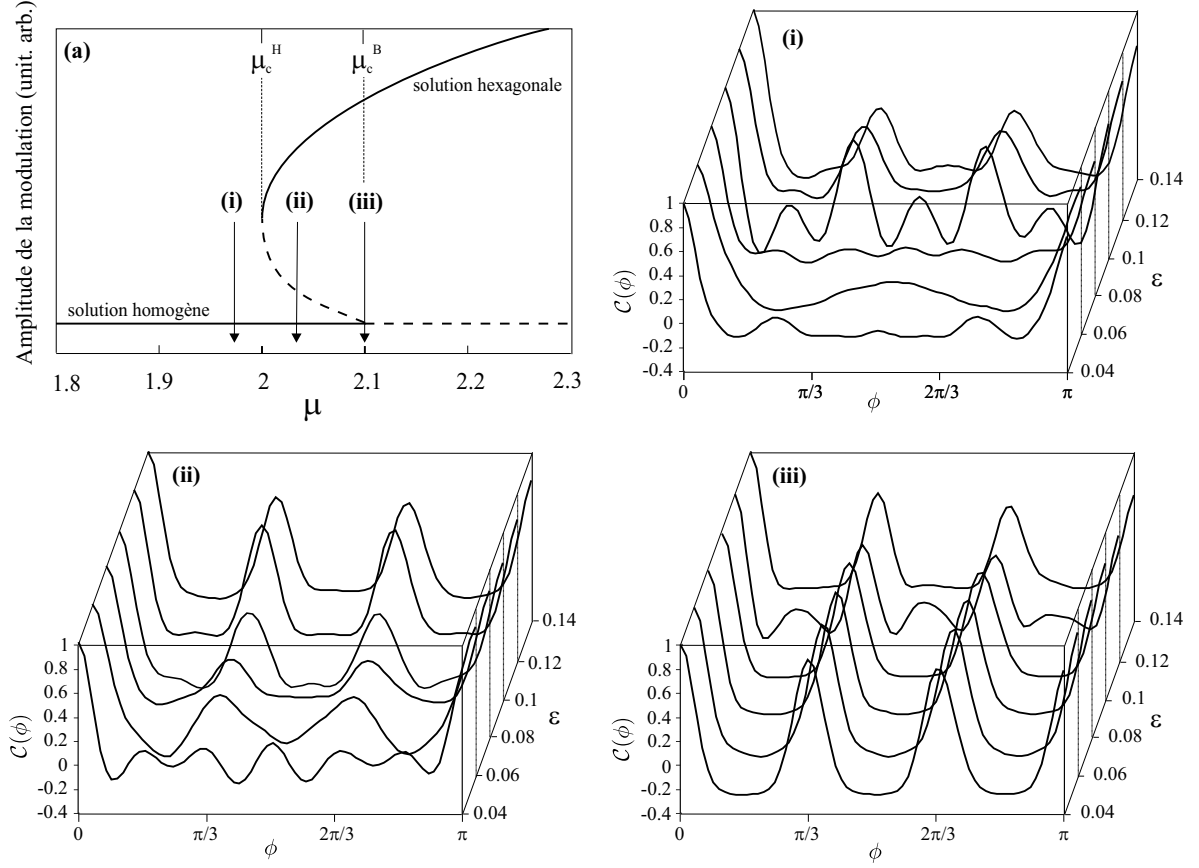 (a)
Amplitude de la modulation (unit. arb.)
μc^H
μc^B
solution hexagonale
(i)
(ii)
(iii)
solution homogène
1.8
1.9
2
2.1
2.2
2.3
μ
(i)
C(ϕ)
1
0.8
0.6
0.4
0.2
0
-0.2
-0.4
0
π/3
2π/3
π
ϕ
0.14
0.12
0.1
0.08
0.06
0.04
ε
(ii)
C(ϕ)
1
0.8
0.6
0.4
0.2
0
-0.2
-0.4
0
π/3
2π/3
π
ϕ
0.14
0.12
0.1
0.08
0.06
0.04
ε
(iii)
C(ϕ)
1
0.8
0.6
0.4
0.2
0
-0.2
-0.4
0
π/3
2π/3
π
ϕ
0.14
0.12
0.1
0.08
0.06
0.04
ε